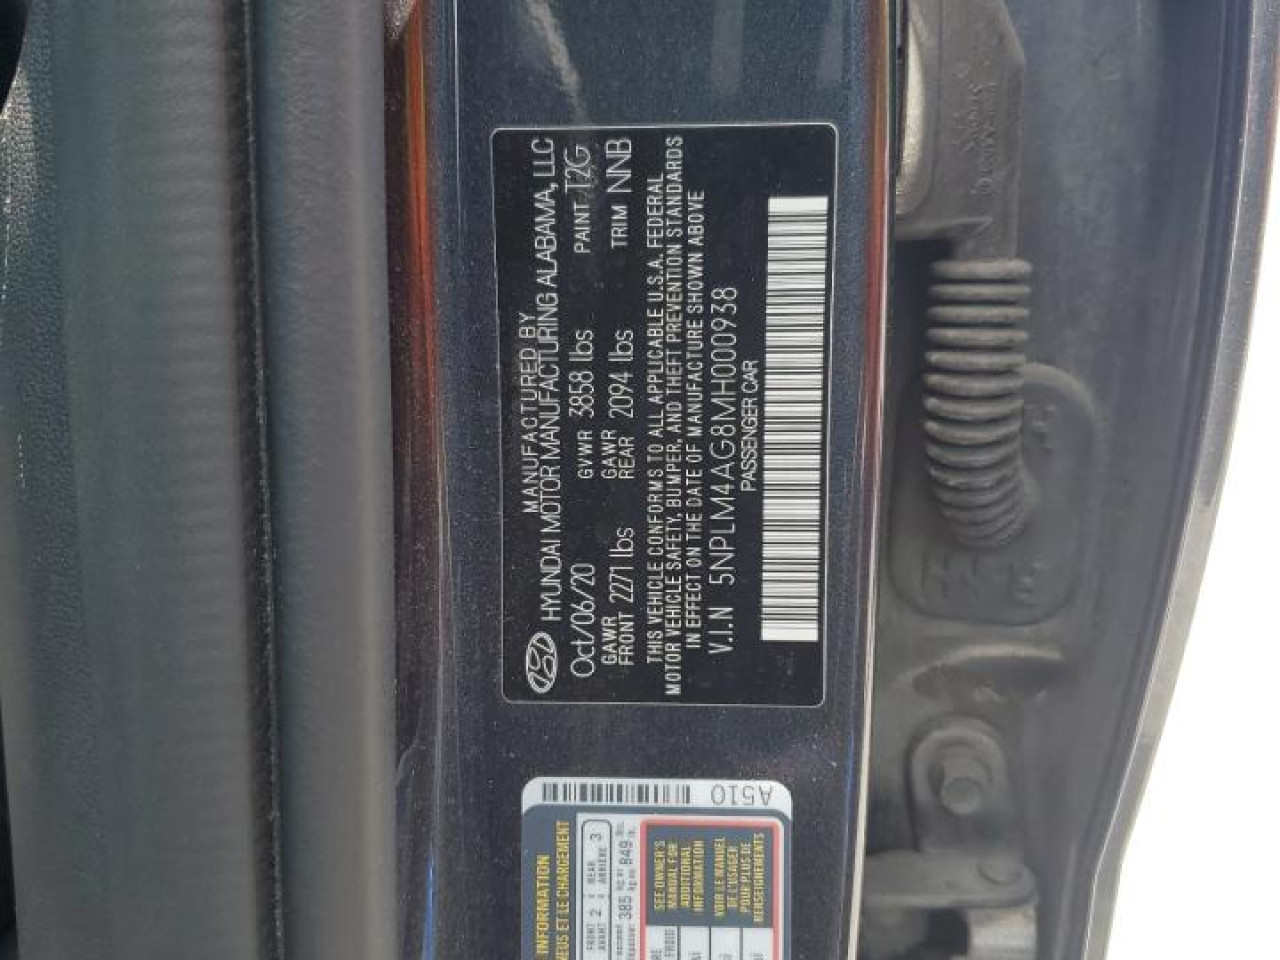 MANUFACTURED BY
HYUNDAI MOTOR MANUFACTURING ALABAMA, LLC
Oct/06/20 GVWR 3858 lbs PAINT T2G
GAWR FRONT 2271 lbs GAWR REAR 2094 lbs TRIM NNB
THIS VEHICLE CONFORMS TO ALL APPLICABLE U.S.A. FEDERAL
MOTOR VEHICLE SAFETY, BUMPER, AND THEFT PREVENTION STANDARDS
IN EFFECT ON THE DATE OF MANUFACTURE SHOWN ABOVE
V.I.N 5NPLM4AG8MH000938
PASSENGER CAR
A510
INFORMATION
ET LE CHARGEMENT
FRONT 2 REAR 3
AVANT ARRIÈRE
385 kg 849
SEE OWNER'S
MANUAL FOR
ADDITIONAL
INFORMATION
VOIR LE MANUEL
DE L'USAGER
POUR PLUS DE
RENSEIGNEMENTS